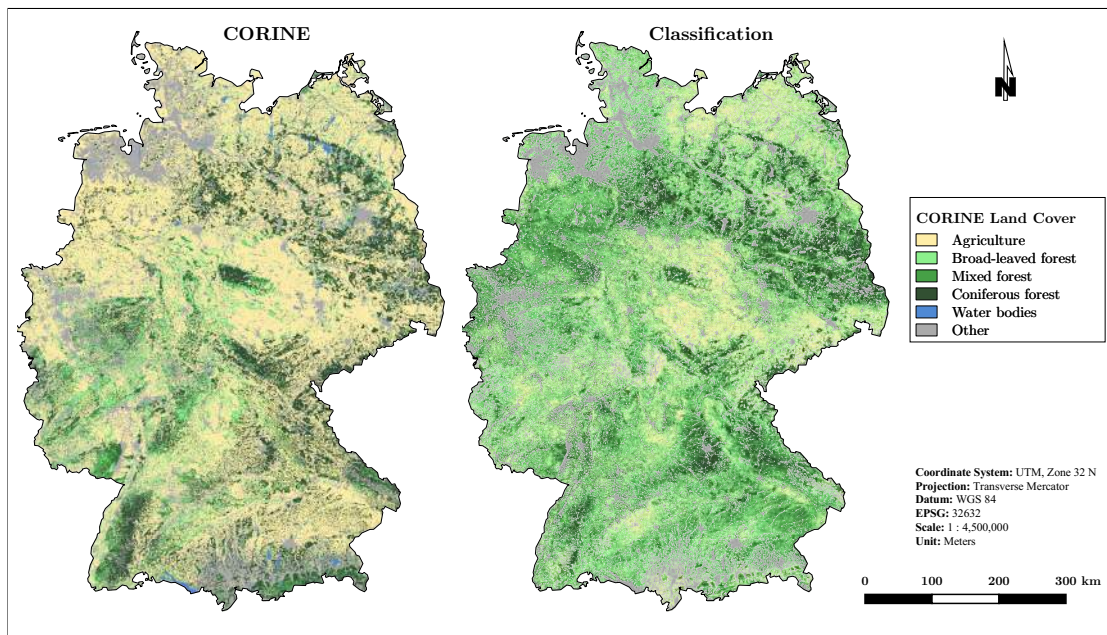 CORINE
Classification
N
CORINE Land Cover
Agriculture
Broad-leaved forest
Mixed forest
Coniferous forest
Water bodies
Other
Coordinate System: UTM, Zone 32 N
Projection: Transverse Mercator
Datum: WGS 84
EPSG: 32632
Scale: 1 : 4,500,000
Unit: Meters
0 100 200 300 km